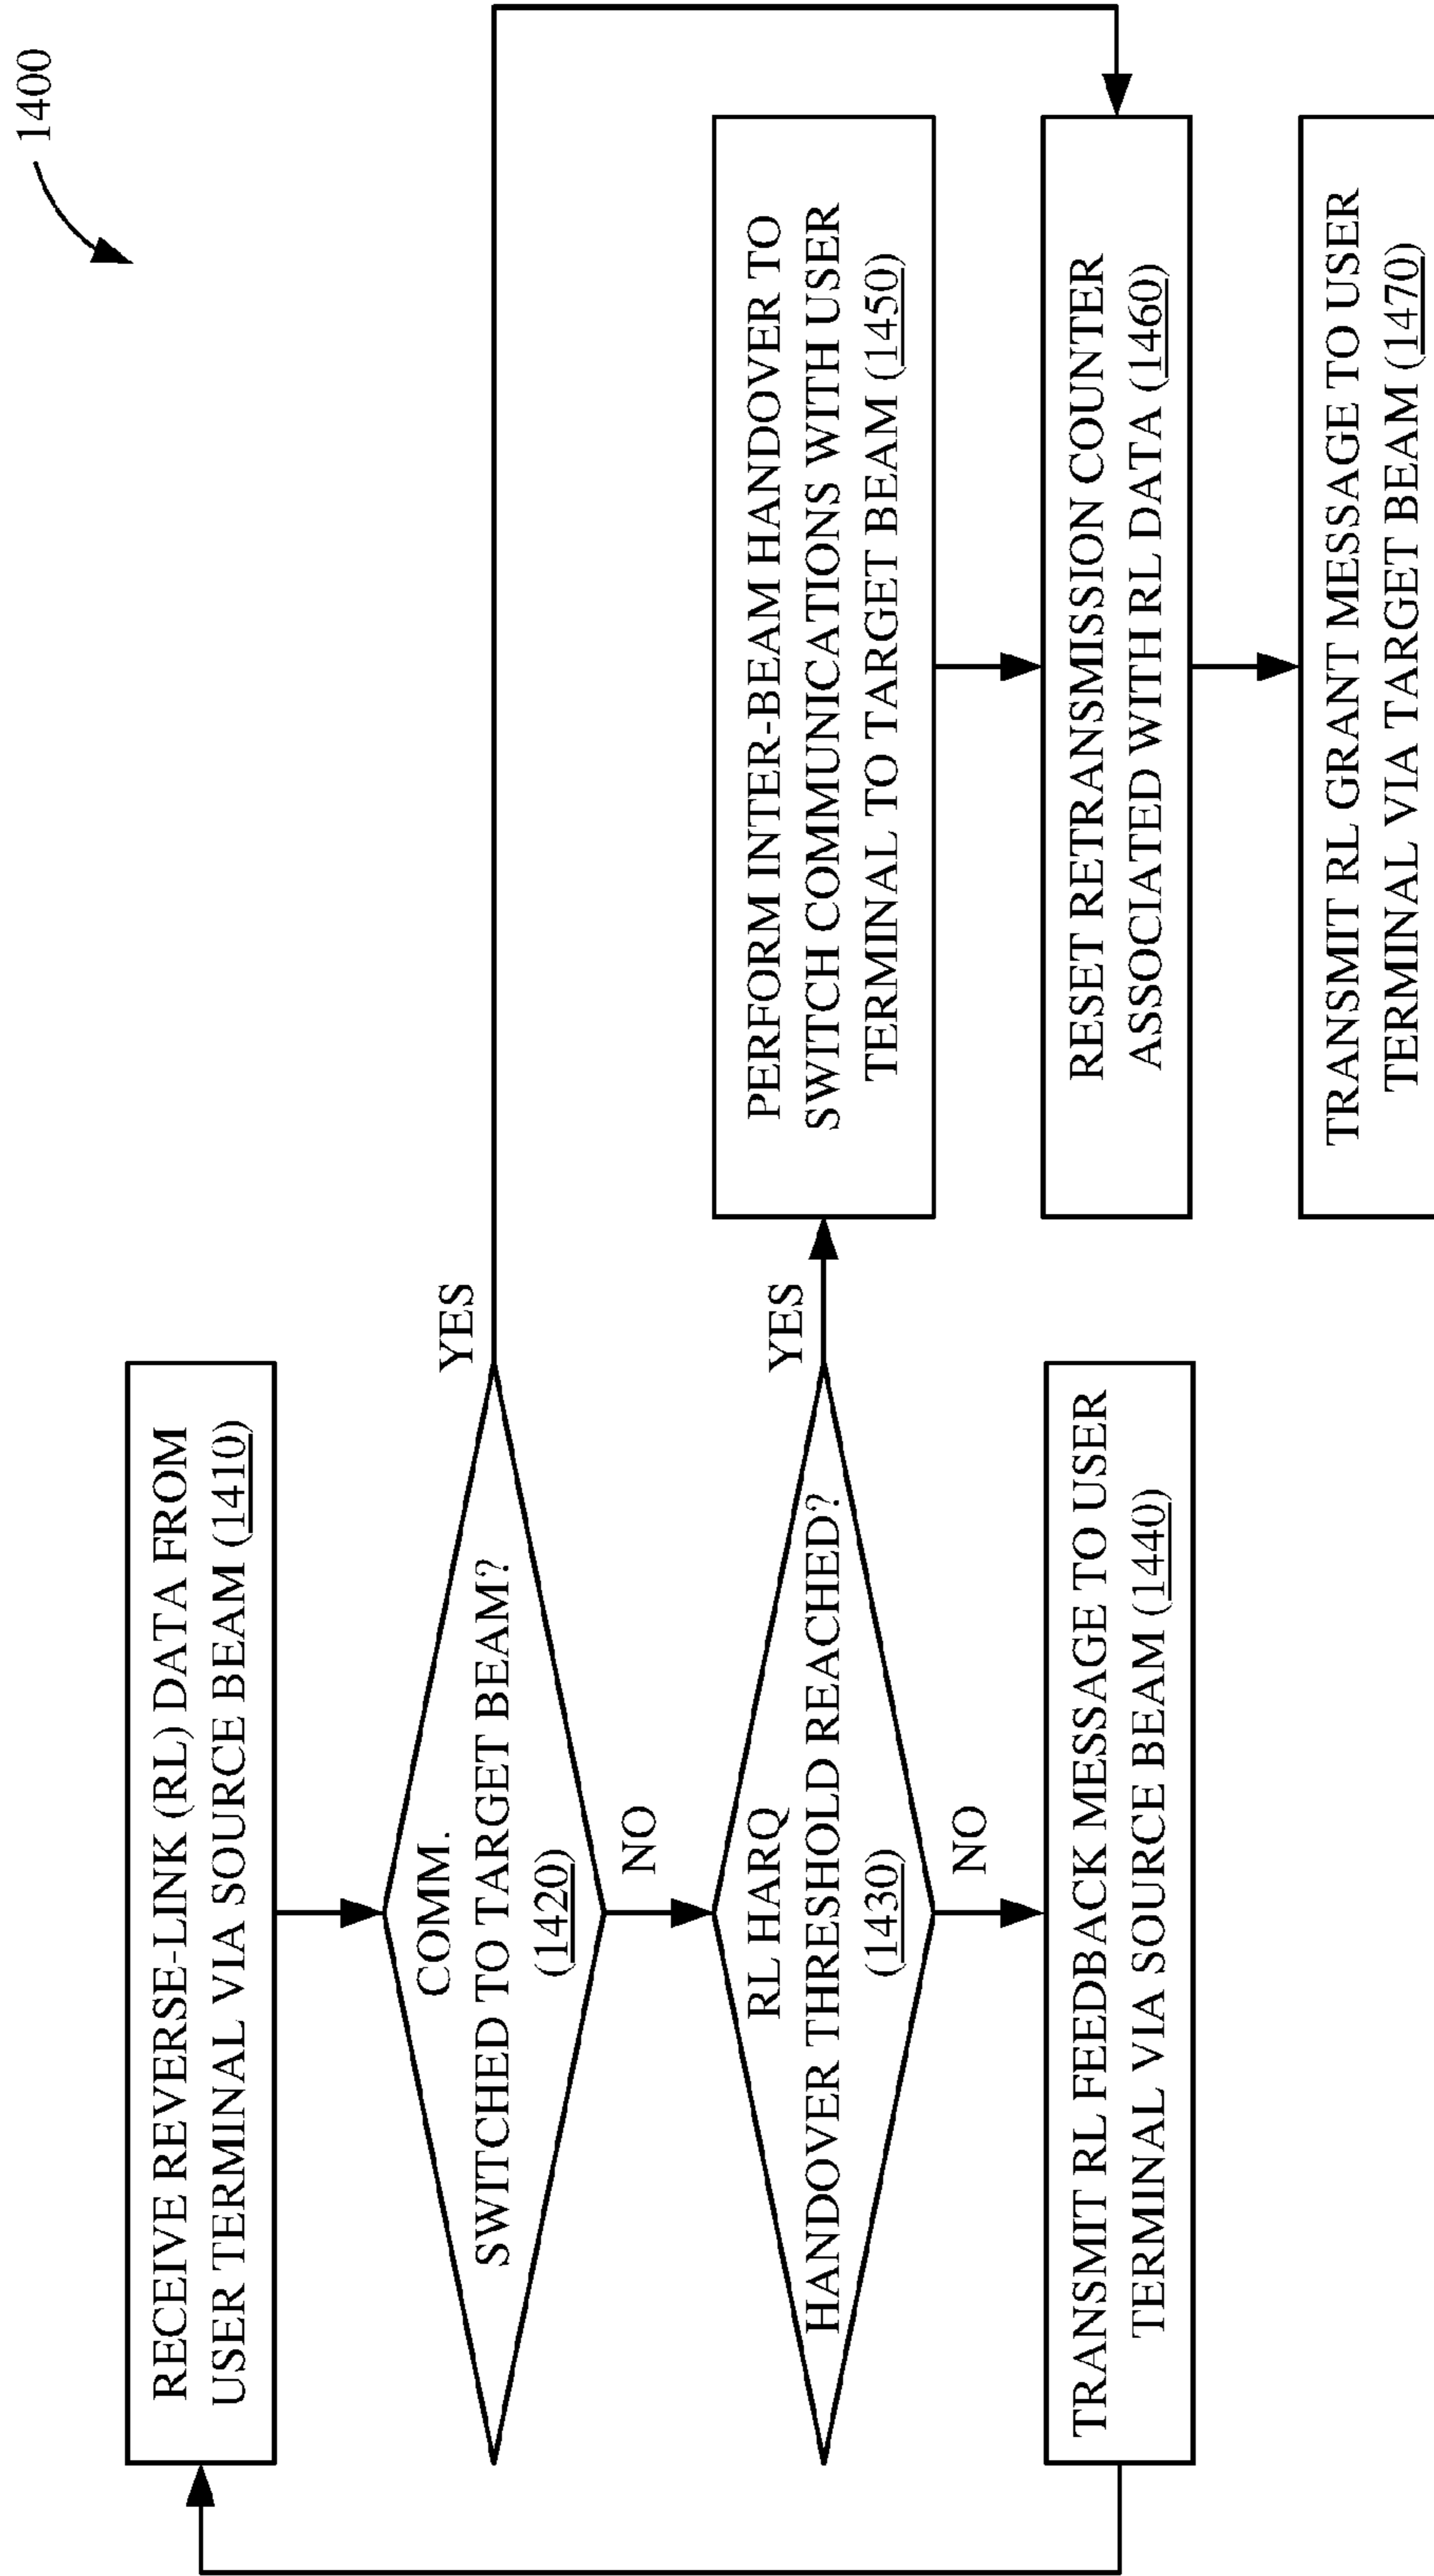 1400
RECEIVE REVERSE-LINK (RL) DATA FROM
USER TERMINAL VIA SOURCE BEAM (1410)
COMM.
SWITCHED TO TARGET BEAM?
(1420)
YES
NO
RL HARQ
HANDOVER THRESHOLD REACHED?
(1430)
YES
NO
TRANSMIT RL FEEDBACK MESSAGE TO USER
TERMINAL VIA SOURCE BEAM (1440)
PERFORM INTER-BEAM HANDOVER TO
SWITCH COMMUNICATIONS WITH USER
TERMINAL TO TARGET BEAM (1450)
RESET RETRANSMISSION COUNTER
ASSOCIATED WITH RL DATA (1460)
TRANSMIT RL GRANT MESSAGE TO USER
TERMINAL VIA TARGET BEAM (1470)